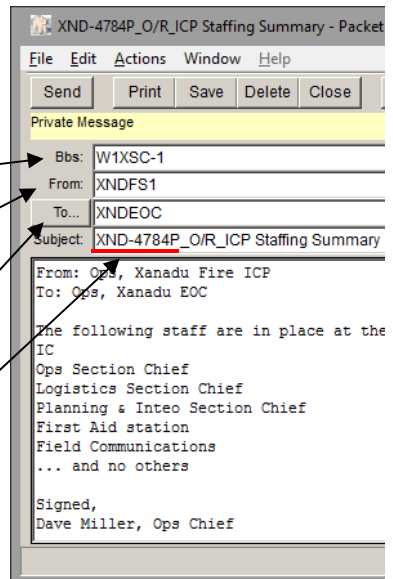 XND-4784P_O/R_ICP Staffing Summary - Packet
File Edit Actions Window Help
Send Print Save Delete Close
Private Message
Bbs: W1XSC-1
From: XNDFS1
To... XNDEOC
Subject: XND-4784P_O/R_ICP Staffing Summary
From: Ops, Xanadu Fire ICP
To: Ops, Xanadu EOC
The following staff are in place at the
IC
Ops Section Chief
Logistics Section Chief
Planning & Inteo Section Chief
First Aid station
Field Communications
... and no others
Signed,
Dave Miller, Ops Chief